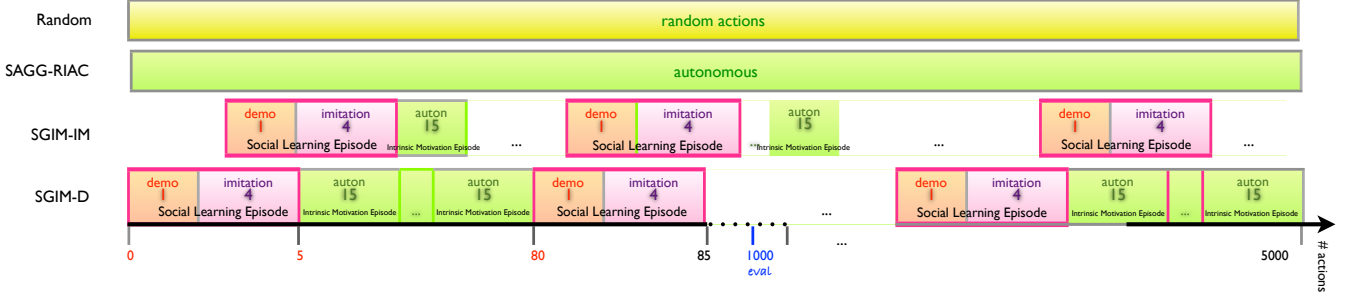 Random
random actions
SAGG-RIAC
autonomous
SGIM-IM
demo
1
imitation
4
Social Learning Episode
auton
15
Intrinsic Motivation Episode
...
demo
1
imitation
4
Social Learning Episode
...
auton
15
Intrinsic Motivation Episode
...
demo
1
imitation
4
Social Learning Episode
...
SGIM-D
demo
1
imitation
4
Social Learning Episode
auton
15
Intrinsic Motivation Episode
...
auton
15
Intrinsic Motivation Episode
demo
1
imitation
4
Social Learning Episode
...
demo
1
imitation
4
Social Learning Episode
auton
15
Intrinsic Motivation Episode
...
auton
15
Intrinsic Motivation Episode
0
5
80
85
1000
eval
...
5000
# actions